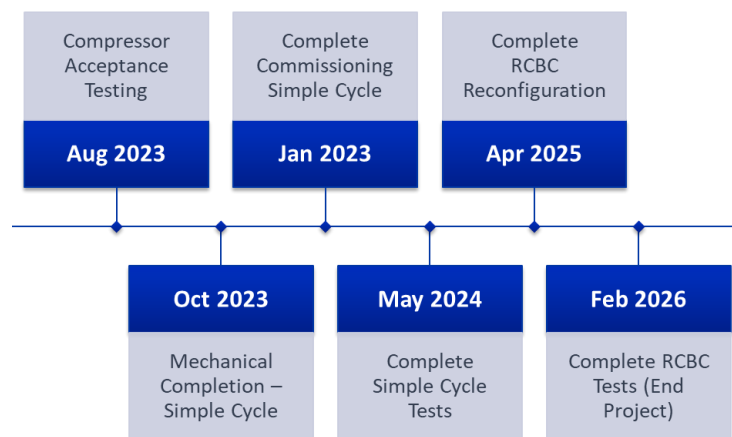 Compressor
Acceptance
Testing
Aug 2023
Complete
Commissioning
Simple Cycle
Jan 2023
Complete
RCBC
Reconfiguration
Apr 2025
Oct 2023
Mechanical
Completion –
Simple Cycle
May 2024
Complete
Simple Cycle
Tests
Feb 2026
Complete RCBC
Tests (End
Project)